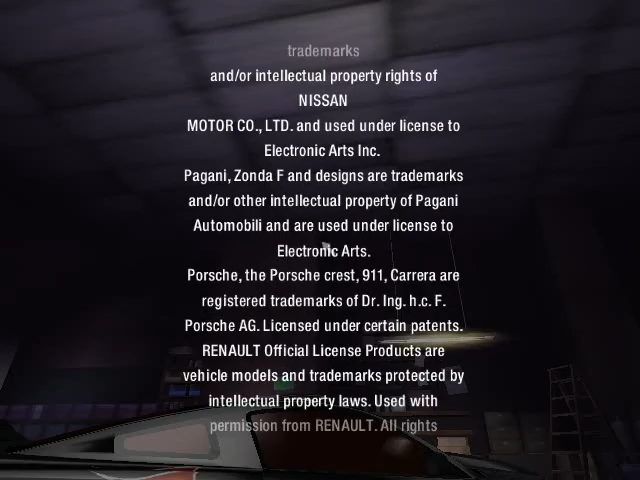 trademarks
and/or intellectual property rights of
NISSAN
MOTOR CO., LTD. and used under license to
Electronic Arts Inc.
Pagani, Zonda F and designs are trademarks
and/or other intellectual property of Pagani
Automobili and are used under license to
Electronic Arts.
Porsche, the Porsche crest, 911, Carrera are
registered trademarks of Dr. Ing. h.c. F.
Porsche AG. Licensed under certain patents.
RENAULT Official License Products are
vehicle models and trademarks protected by
intellectual property laws. Used with
permission from RENAULT. All rights